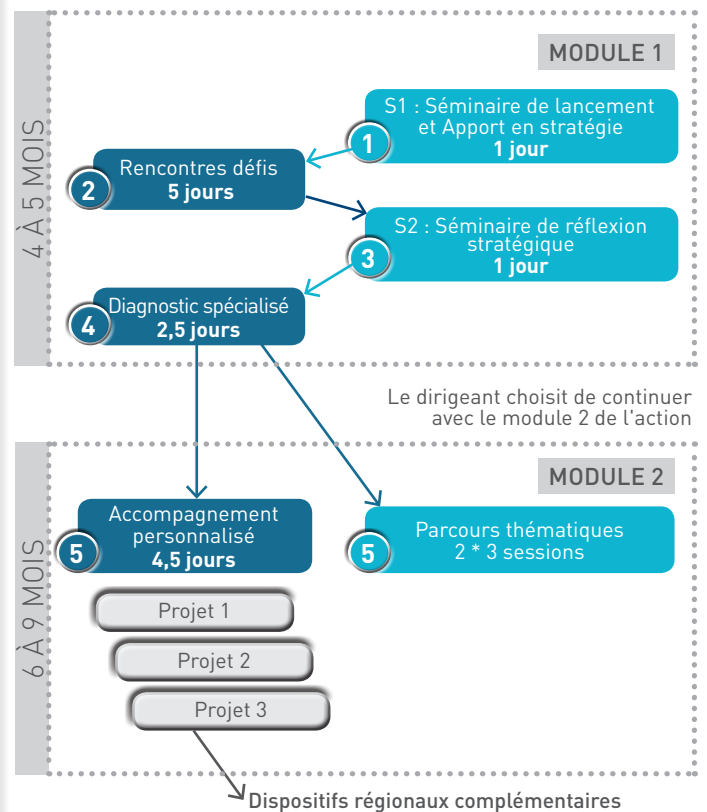 4 À 5 MOIS
MODULE 1
S1 : Séminaire de lancement
et Apport en stratégie
1 jour
1
Rencontres défis
5 jours
2
S2 : Séminaire de réflexion
stratégique
1 jour
3
Diagnostic spécialisé
2,5 jours
4
Le dirigeant choisit de continuer
avec le module 2 de l'action
6 À 9 MOIS
MODULE 2
Accompagnement
personnalisé
4,5 jours
5
Parcours thématiques
2 * 3 sessions
5
Projet 1
Projet 2
Projet 3
Dispositifs régionaux complémentaires